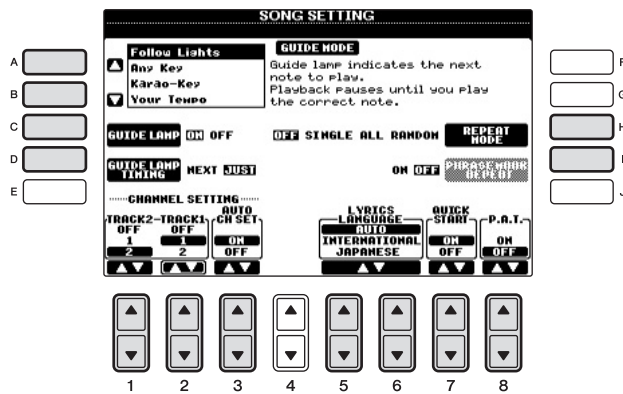 SONG SETTING
Follow Lights
Any Key
Karao-Key
Your Tempo
GUIDE MODE
Guide lamp indicates the next
note to play.
Playback pauses until you play
the correct note.
GUIDE LAMP ON OFF
OFF SINGLE ALL RANDOM REPEAT MODE
GUIDE LAMP TIMING NEXT JUST
ON OFF PHRASE MARK REPEAT
CHANNEL SETTING
TRACK2 TRACK1 AUTO CH SET
OFF OFF
1 1 ON
2 2 OFF
LYRICS LANGUAGE
AUTO
INTERNATIONAL
JAPANESE
QUICK START
ON
OFF
P.A.T.
ON
OFF
A
B
C
D
E
F
G
H
I
J
1 2 3 4 5 6 7 8